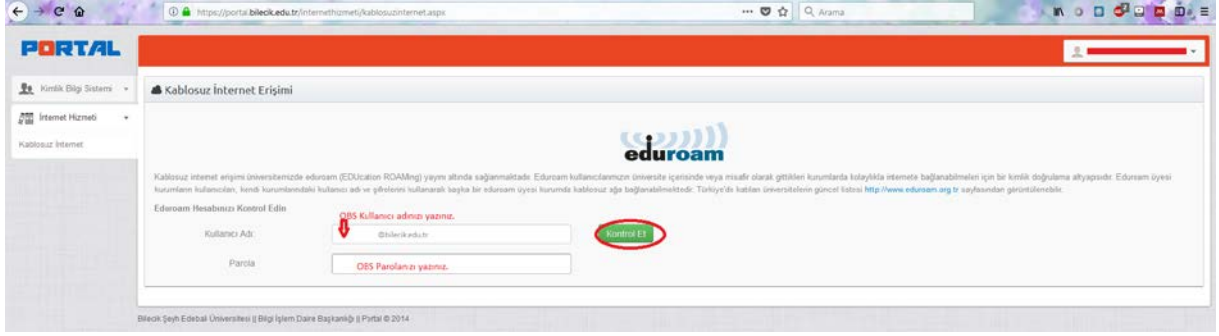 https://portal.bilecik.edu.tr/internethizmeti/kablosuzinternet.aspx
Arama
PORTAL
Kimlik Bilgi Sistemi
Kablosuz İnternet Erişimi
İnternet Hizmeti
Kablosuz İnternet
eduroam
Kablosuz internet erişimi üniversitemizde eduroam (EDUcation ROAMing) yayını altında sağlanmaktadır. Eduroam kullanıcılarımızın üniversite içerisinde veya misafir olarak gittikleri kurumlarda kolaylıkla internete bağlanabilmeleri için bir kimlik doğrulama altyapısıdır. Eduroam üyesi
kurumların kullanıcıları, kendi kurumlarındaki kullanıcı adı ve şifrelerini kullanarak başka bir eduroam üyesi kurumda kablosuz ağa bağlanabilmektedir. Türkiye'de katılan üniversitelerin güncel listesi http://www.eduroam.org.tr sayfasından görüntülenebilir.
Eduroam Hesabınızı Kontrol Edin
OBS Kullanıcı adınızı yazınız.
Kullanıcı Adı:
@bilecik.edu.tr
Kontrol Et
Parola
OBS Parolanızı yazınız.
Bilecik Şeyh Edebali Üniversitesi || Bilgi İşlem Daire Başkanlığı || Portal © 2014